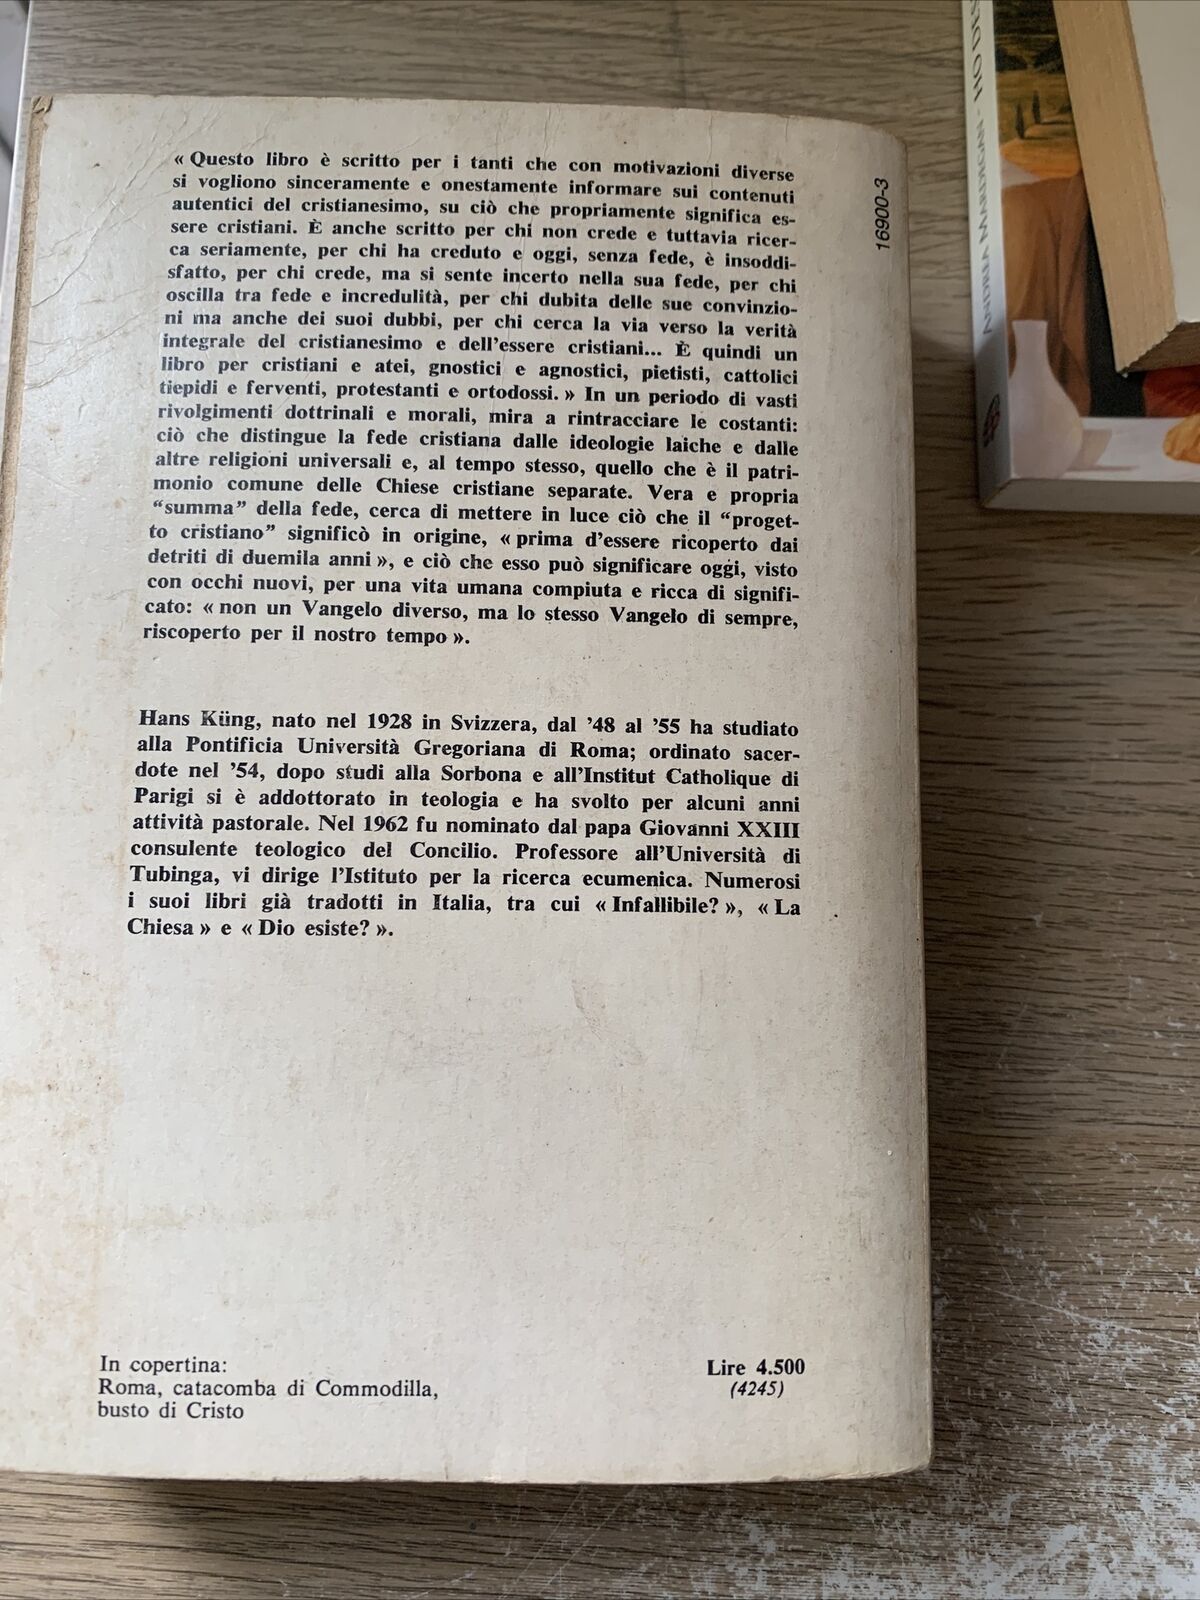 « Questo libro è scritto per i tanti che con motivazioni diverse
si vogliono sinceramente e onestamente informare sui contenuti
autentici del cristianesimo, su ciò che propriamente significa es-
sere cristiani. È anche scritto per chi non crede e tuttavia ricer-
ca seriamente, per chi ha creduto e oggi, senza fede, è insoddi-
sfatto, per chi crede, ma si sente incerto nella sua fede, per chi
oscilla tra fede e incredulità, per chi dubita delle sue convinzio-
ni ma anche dei suoi dubbi, per chi cerca la via verso la verità
integrale del cristianesimo e dell'essere cristiani... È quindi un
libro per cristiani e atei, gnostici e agnostici, pietisti, cattolici
tiepidi e ferventi, protestanti e ortodossi. » In un periodo di vasti
rivolgimenti dottrinali e morali, mira a rintracciare le costanti:
ciò che distingue la fede cristiana dalle ideologie laiche e dalle
altre religioni universali e, al tempo stesso, quello che è il patri-
monio comune delle Chiese cristiane separate. Vera e propria
"summa" della fede, cerca di mettere in luce ciò che il "proget-
to cristiano" significò in origine, « prima d'essere ricoperto dai
detriti di duemila anni », e ciò che esso può significare oggi, visto
con occhi nuovi, per una vita umana compiuta e ricca di signifi-
cato: « non un Vangelo diverso, ma lo stesso Vangelo di sempre,
riscoperto per il nostro tempo ».
Hans Küng, nato nel 1928 in Svizzera, dal '48 al '55 ha studiato
alla Pontificia Università Gregoriana di Roma; ordinato sacer-
dote nel '54, dopo studi alla Sorbona e all'Institut Catholique di
Parigi si è addottorato in teologia e ha svolto per alcuni anni
attività pastorale. Nel 1962 fu nominato dal papa Giovanni XXIII
consulente teologico del Concilio. Professore all'Università di
Tubinga, vi dirige l'Istituto per la ricerca ecumenica. Numerosi
i suoi libri già tradotti in Italia, tra cui « Infallibile? », « La
Chiesa » e « Dio esiste? ».
In copertina:
Roma, catacomba di Commodilla,
busto di Cristo
Lire 4.500
(4245)
16900-3